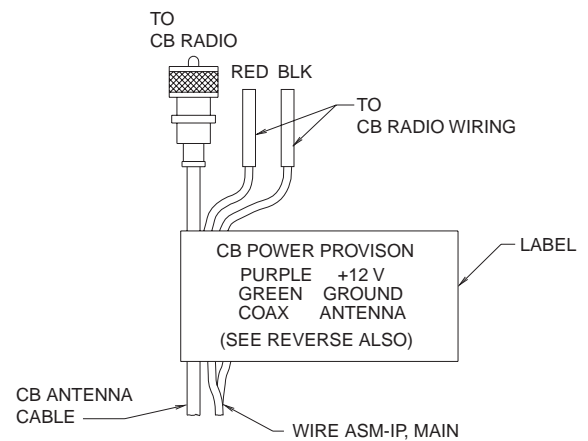 TO
CB RADIO
RED BLK
TO
CB RADIO WIRING
CB POWER PROVISON
PURPLE +12 V
GREEN GROUND
COAX ANTENNA
(SEE REVERSE ALSO)
LABEL
CB ANTENNA
CABLE
WIRE ASM-IP, MAIN